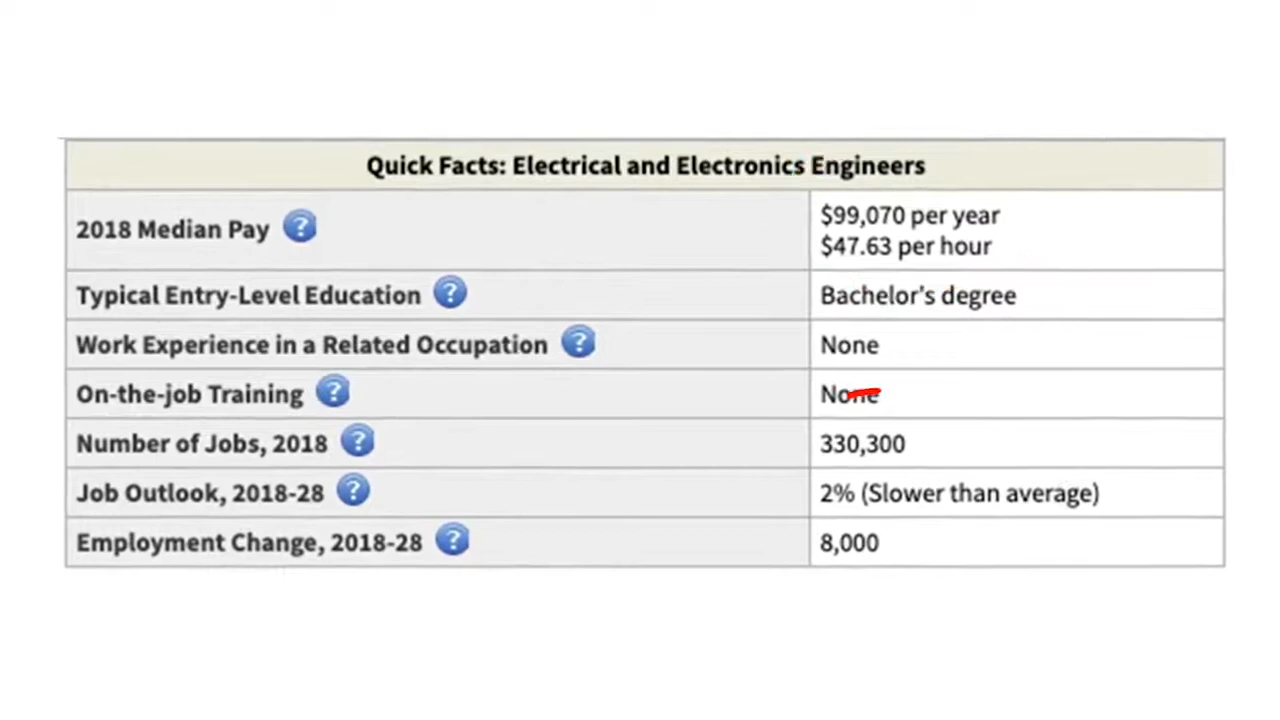 Quick Facts: Electrical and Electronics Engineers
2018 Median Pay ?
$99,070 per year
$47.63 per hour
Typical Entry-Level Education ?
Bachelor's degree
Work Experience in a Related Occupation ?
None
On-the-job Training ?
None
Number of Jobs, 2018 ?
330,300
Job Outlook, 2018-28 ?
2% (Slower than average)
Employment Change, 2018-28 ?
8,000